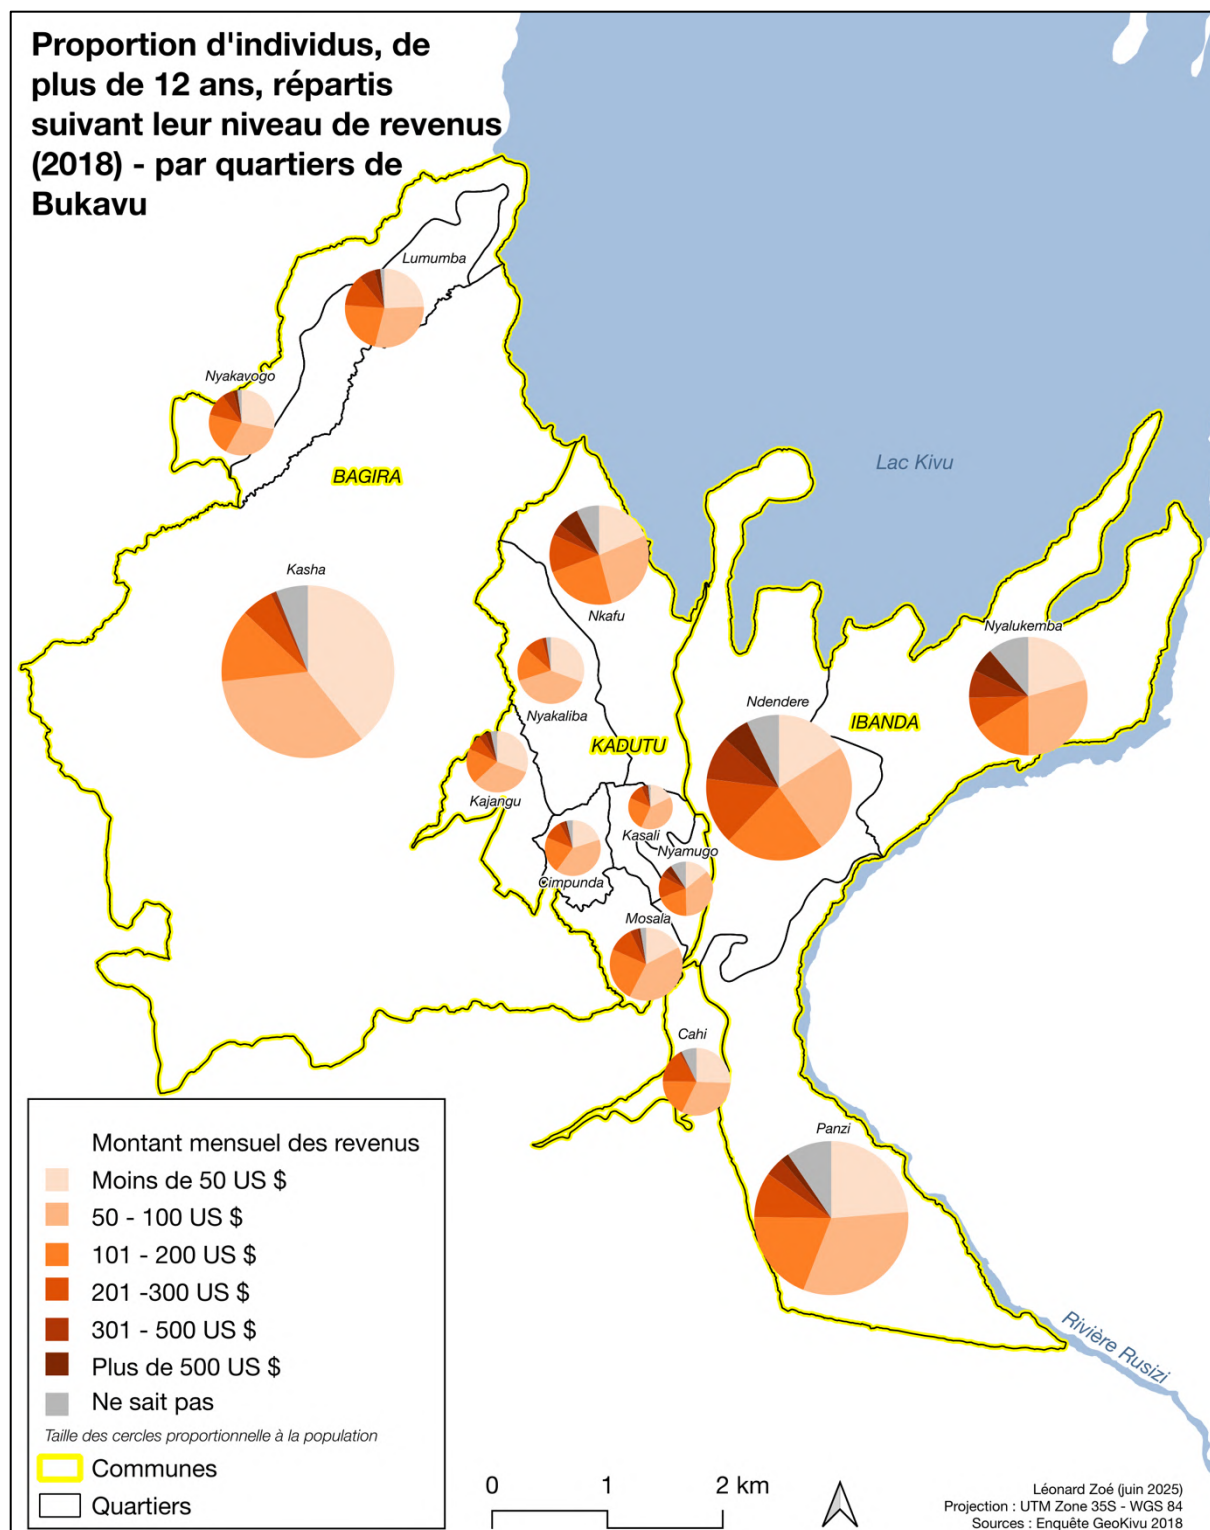 Proportion d'individus, de
plus de 12 ans, répartis
suivant leur niveau de revenus
(2018) - par quartiers de
Bukavu
Lumumba
Nyakavogo
BAGIRA
Lac Kivu
Kasha
Nkafu
Nyalukemba
Nyakaliba
Ndendere
IBANDA
KADUTU
Kajangu
Kasali
Nyamugo
Cimpunda
Mosala
Cahi
Panzi
Rivière Rusizi
Montant mensuel des revenus
Moins de 50 US $
50 - 100 US $
101 - 200 US $
201 -300 US $
301 - 500 US $
Plus de 500 US $
Ne sait pas
Taille des cercles proportionnelle à la population
Communes
Quartiers
0 1 2 km
Léonard Zoé (juin 2025)
Projection : UTM Zone 35S - WGS 84
Sources : Enquête GeoKivu 2018